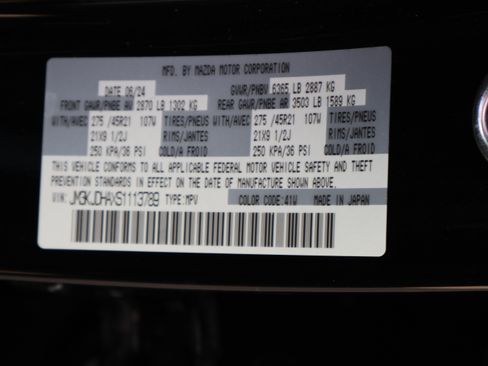 MFD. BY MAZDA MOTOR CORPORATION
DATE 06/24 GVWR/PNBV 6365 LB 2887 KG
FRONT GAWR/PNBE AV 2870 LB 1302 KG REAR GAWR/PNBE AR 3503 LB 1589 KG
WITH/AVEC 275 /45R21 107W TIRES/PNEUS WITH/AVEC 275 /45R21 107W TIRES/PNEUS
21X9 1/2J RIMS/JANTES 21X9 1/2J RIMS/JANTES
250 KPA/36 PSI COLD/A FROID 250 KPA/36 PSI COLD/A FROID
THIS VEHICLE CONFORMS TO ALL APPLICABLE FEDERAL MOTOR VEHICLE SAFETY AND THEFT
PREVENTION STANDARDS IN EFFECT ON THE DATE OF MANUFACTURE SHOWN ABOVE.
VIN: JM3KJDHAXS1113789 TYPE:MPV COLOR CODE:41W MADE IN JAPAN